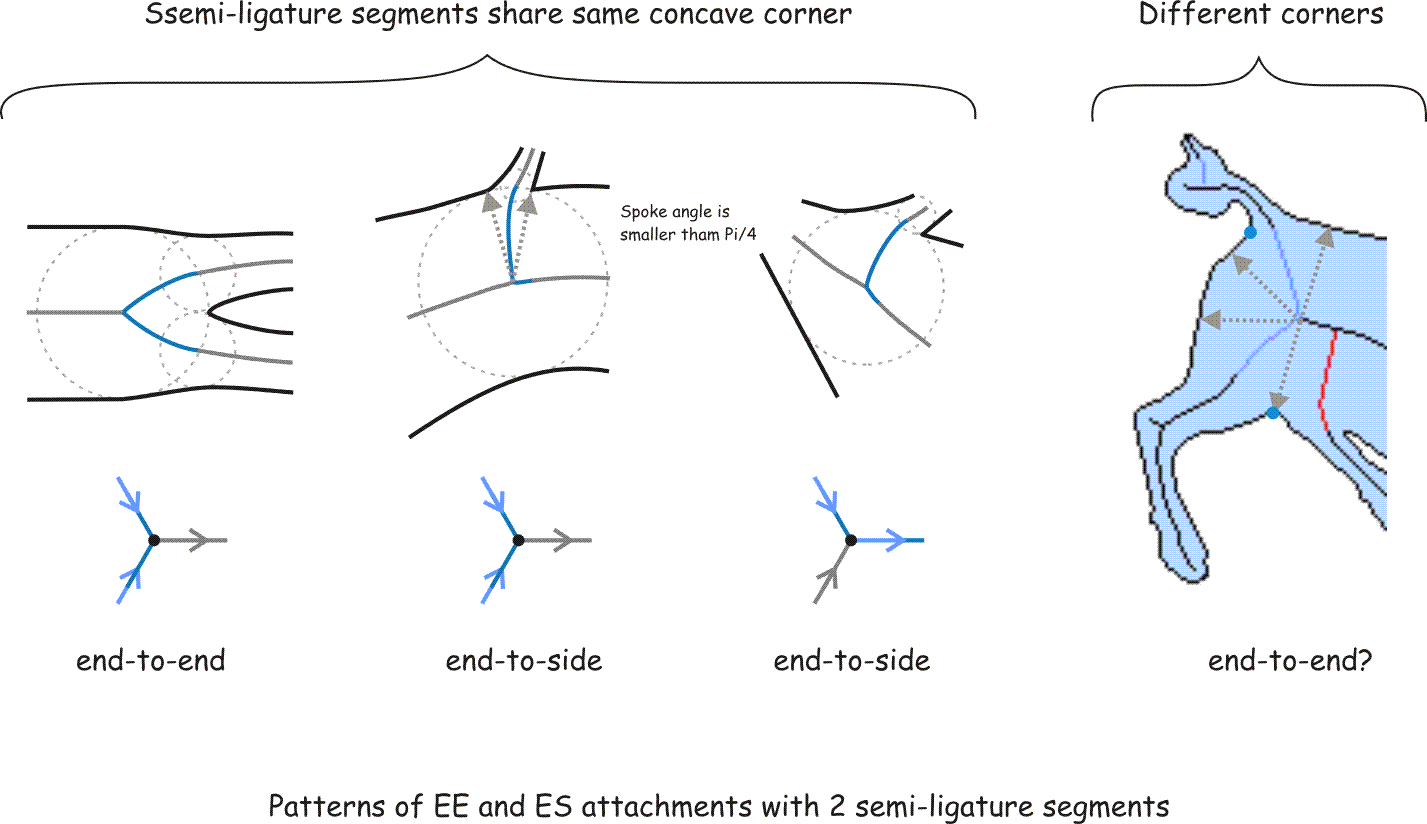 Ssemi-ligature segments share same concave corner
Different corners
Spoke angle is
smaller tham Pi/4
end-to-end
end-to-side
end-to-side
end-to-end?
Patterns of EE and ES attachments with 2 semi-ligature segments